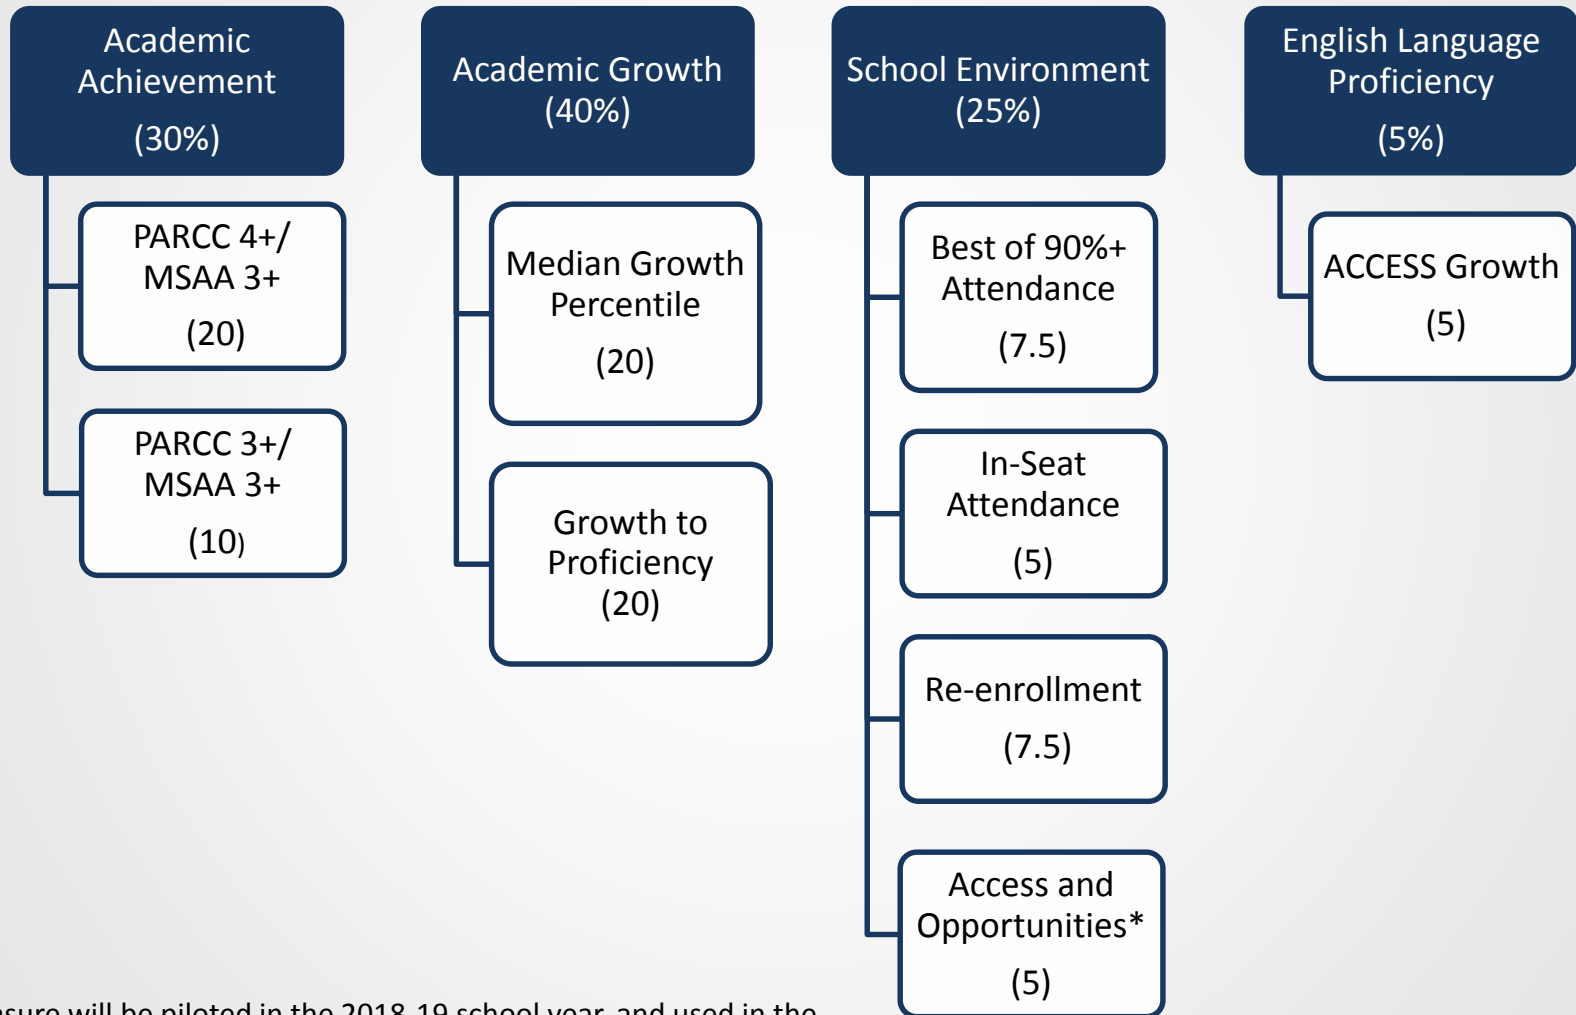 Academic
Achievement
(30%)
PARCC 4+/
MSAA 3+
(20)
PARCC 3+/
MSAA 3+
(10)
Academic Growth
(40%)
Median Growth
Percentile
(20)
Growth to
Proficiency
(20)
School Environment
(25%)
Best of 90%+
Attendance
(7.5)
In-Seat
Attendance
(5)
Re-enrollment
(7.5)
Access and
Opportunities*
(5)
English Language
Proficiency
(5%)
ACCESS Growth
(5)
will be piloted in the 2018-19 school year, and used in the